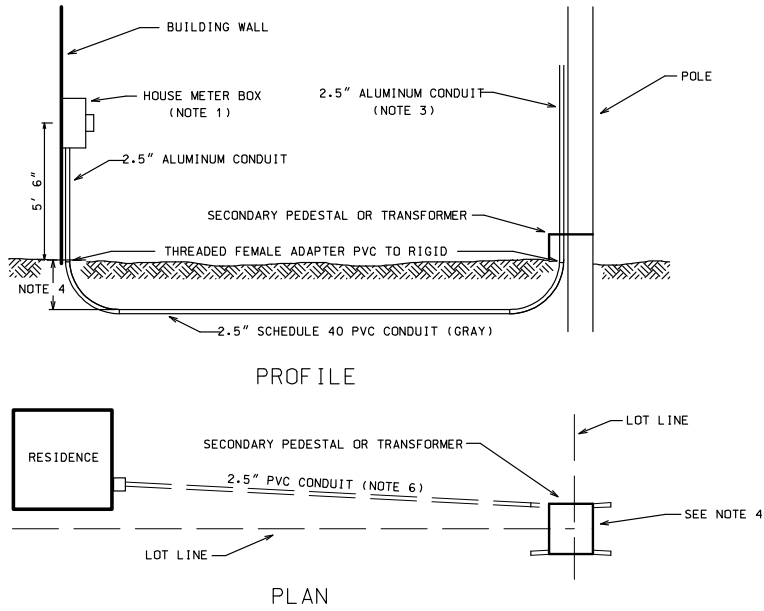 BUILDING WALL
HOUSE METER BOX
(NOTE 1)
2.5" ALUMINUM CONDUIT
(NOTE 3)
POLE
2.5" ALUMINUM CONDUIT
5' 6"
SECONDARY PEDESTAL OR TRANSFORMER
THREADED FEMALE ADAPTER PVC TO RIGID
NOTE 4
2.5" SCHEDULE 40 PVC CONDUIT (GRAY)
PROFILE
LOT LINE
SECONDARY PEDESTAL OR TRANSFORMER
RESIDENCE
2.5" PVC CONDUIT (NOTE 6)
SEE NOTE 4
LOT LINE
PLAN